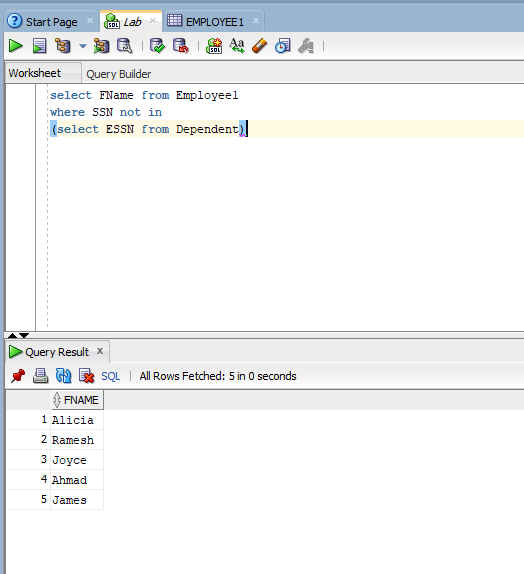 Start Page Lab EMPLOYEE1
Worksheet Query Builder
select FName from Employee1
where SSN not in
(select ESSN from Dependent)
Query Result x
SQL All Rows Fetched: 5 in 0 seconds
FNAME
1 Alicia
2 Ramesh
3 Joyce
4 Ahmad
5 James